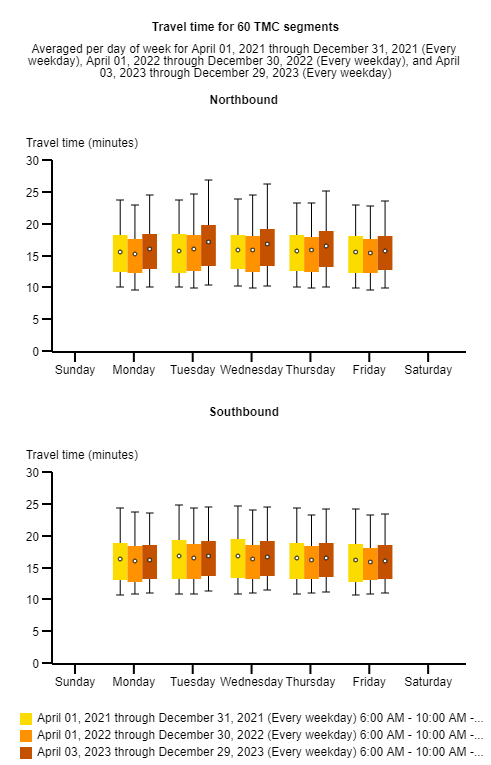 Travel time for 60 TMC segments
Averaged per day of week for April 01, 2021 through December 31, 2021 (Every
weekday), April 01, 2022 through December 30, 2022 (Every weekday), and April
03, 2023 through December 29, 2023 (Every weekday)
Northbound
Travel time (minutes)
30
25
20
15
10
5
0
Sunday Monday Tuesday Wednesday Thursday Friday Saturday
Southbound
Travel time (minutes)
30
25
20
15
10
5
0
Sunday Monday Tuesday Wednesday Thursday Friday Saturday
April 01, 2021 through December 31, 2021 (Every weekday) 6:00 AM - 10:00 AM -...
April 01, 2022 through December 30, 2022 (Every weekday) 6:00 AM - 10:00 AM -...
April 03, 2023 through December 29, 2023 (Every weekday) 6:00 AM - 10:00 AM -...